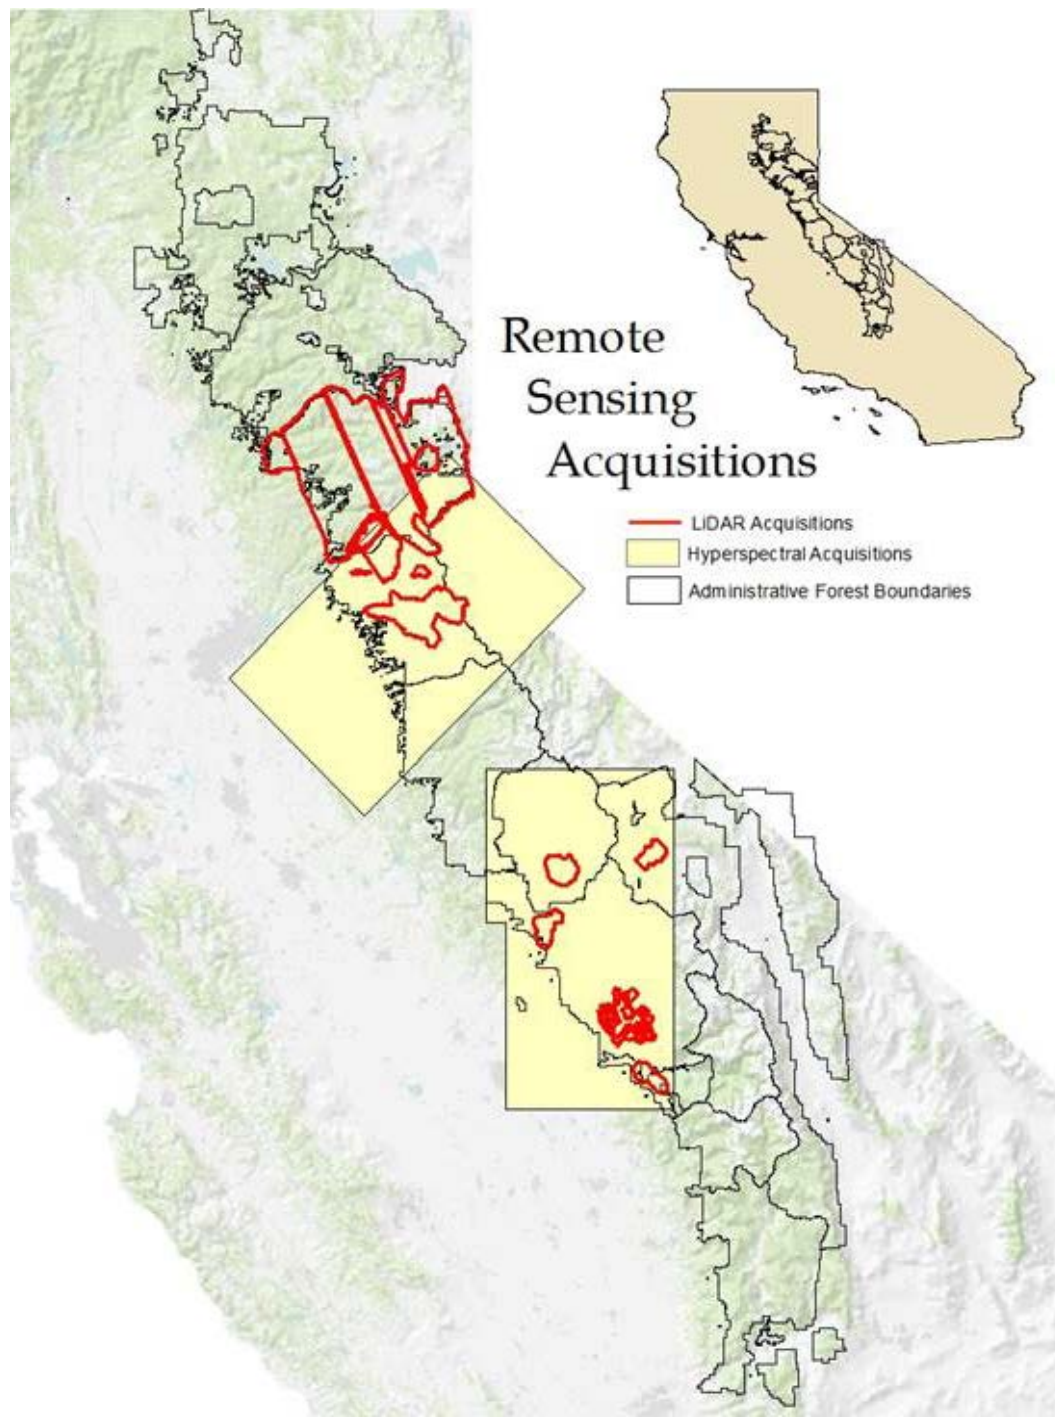 Remote
Sensing
Acquisitions
LiDAR Acquisitions
Hyperspectral Acquisitions
Administrative Forest Boundaries